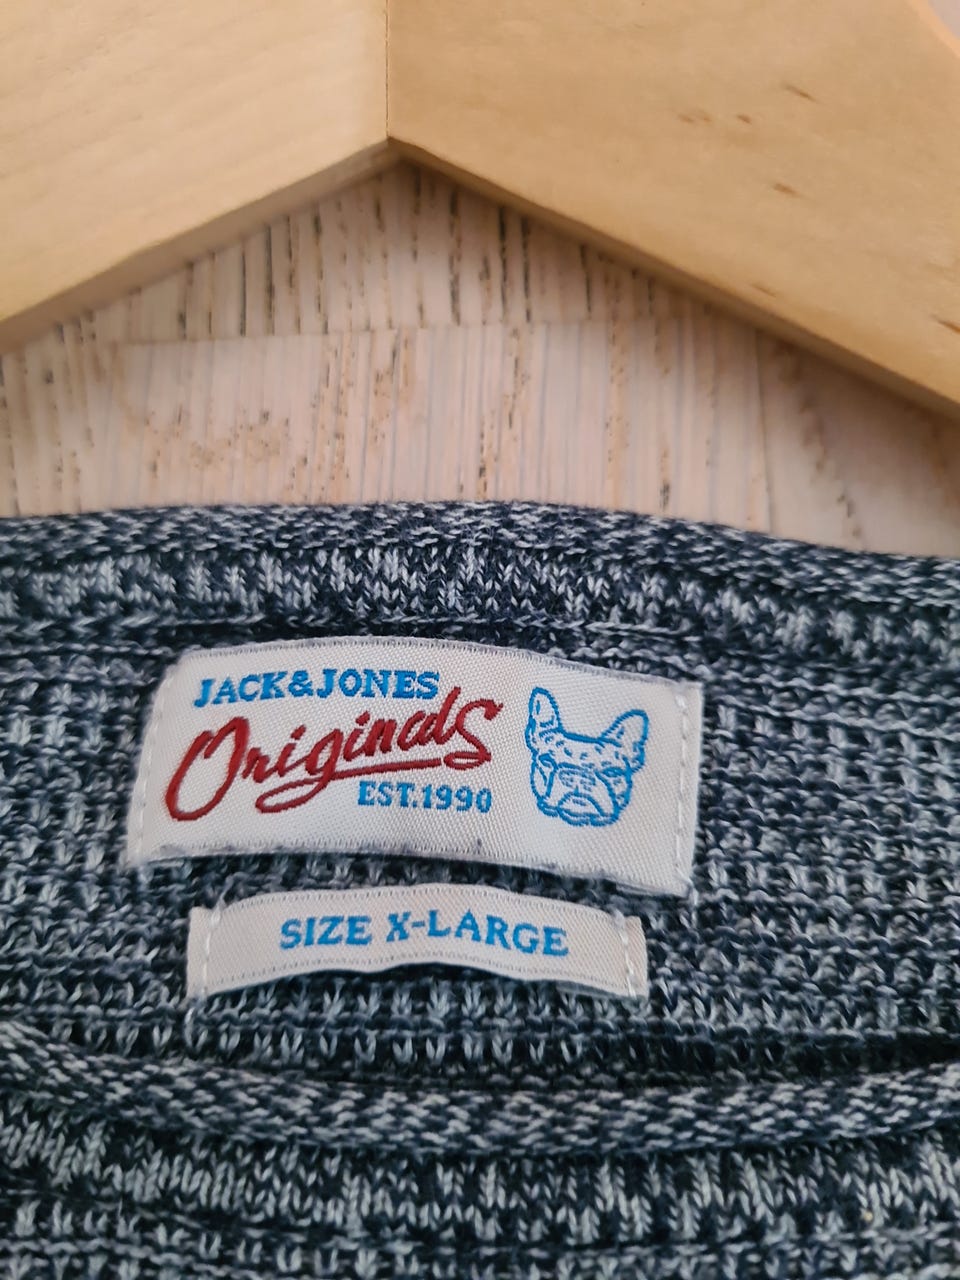 JACK&JONES
Originals
EST.1990
SIZE X-LARGE